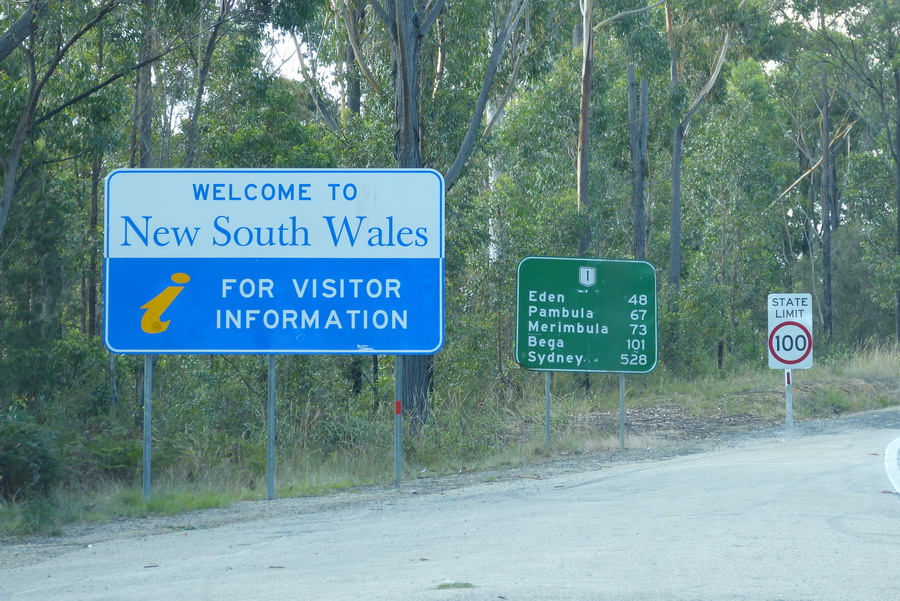 WELCOME TO
New South Wales
i FOR VISITOR
INFORMATION
1
Eden 48
Pambula 67
Merimbula 73
Bega 101
Sydney 528
STATE
LIMIT
100